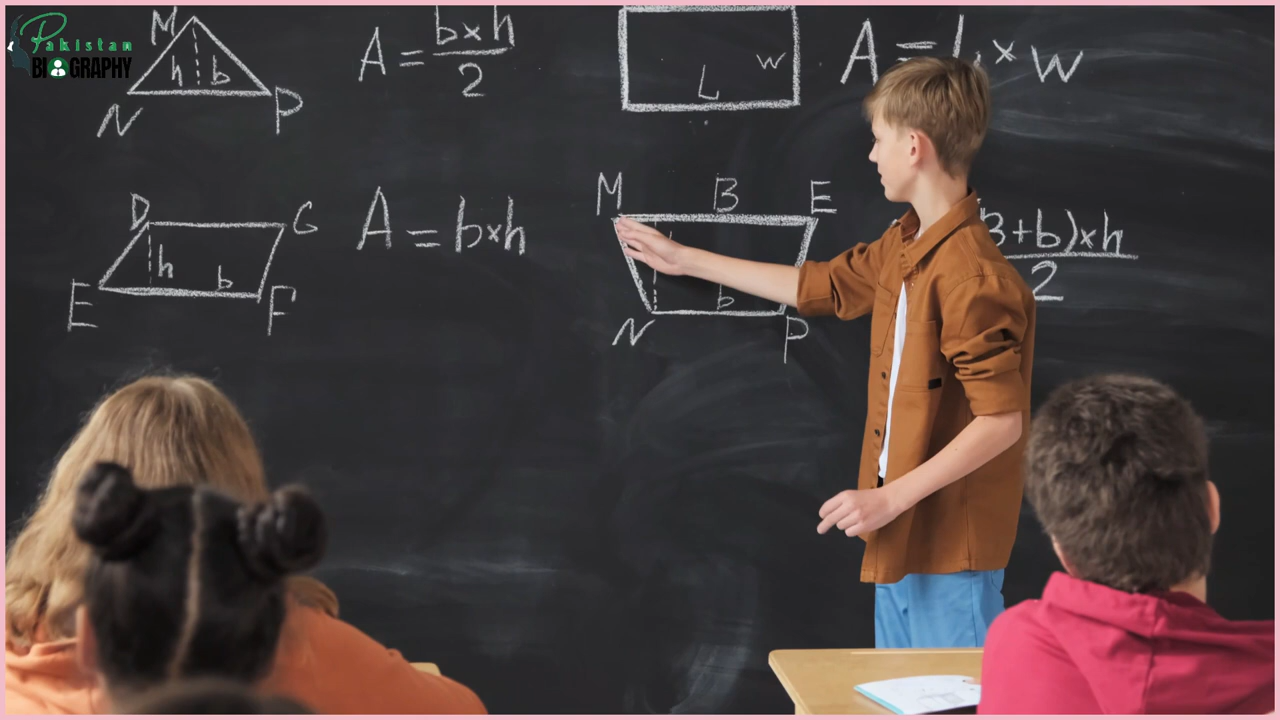 Pakistan
BIOGRAPHY
M
h b
N P
A = b×h
2
L w
A = L × w
D G
h b
E F
A = b×h
M B E
b
N P
B+b)×h
2